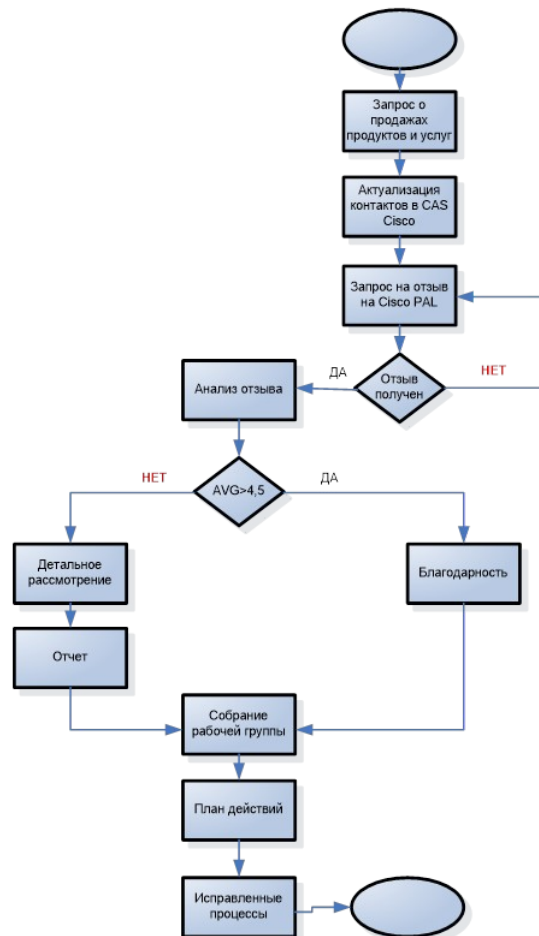 Запрос о
продажах
продуктов и услуг
Актуализация
контактов в CAS
Cisco
Запрос на отзыв
на Cisco PAL
Отзыв
получен
ДА
НЕТ
Анализ отзыва
AVG>4,5
НЕТ
ДА
Детальное
рассмотрение
Благодарность
Отчет
Собрание
рабочей группы
План действий
Исправленные
процессы